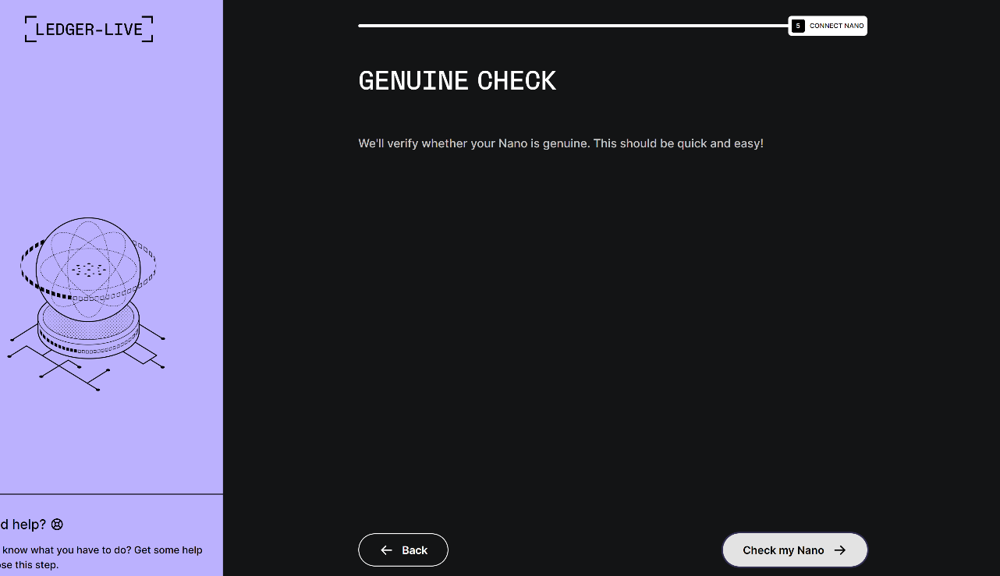 LEDGER-LIVE
5 CONNECT NANO
GENUINE CHECK
We'll verify whether your Nano is genuine. This should be quick and easy!
d help?
know what you have to do? Get some help
ose this step.
Back
Check my Nano